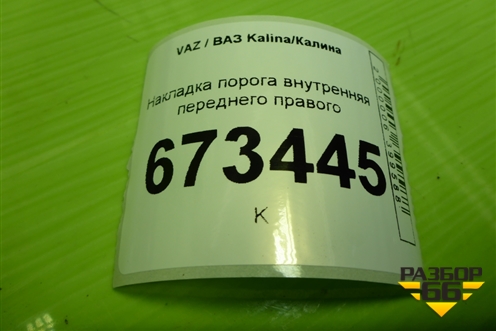 VAZ / ВАЗ Kalina/Калина
Накладка порога внутренняя
переднего правого
673445
К
РАЗБОР
66